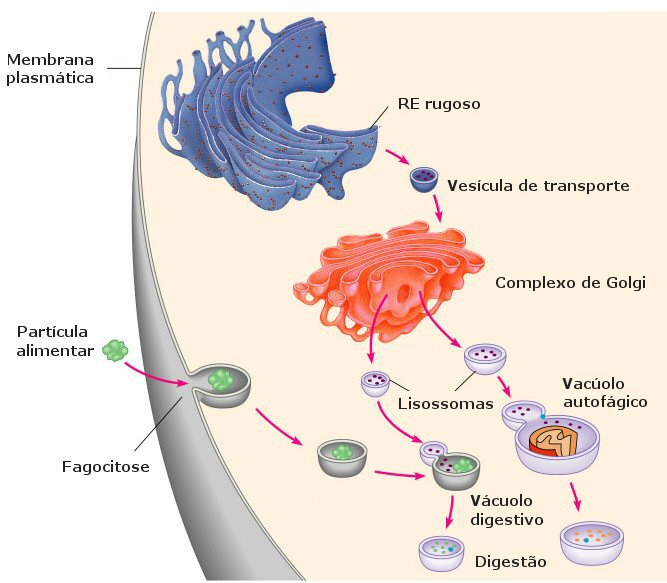 Membrana
plasmática
RE rugoso
Vesícula de transporte
Complexo de Golgi
Partícula
alimentar
Lisossomas
Vacúolo
autofágico
Fagocitose
Vácuolo
digestivo
Digestão